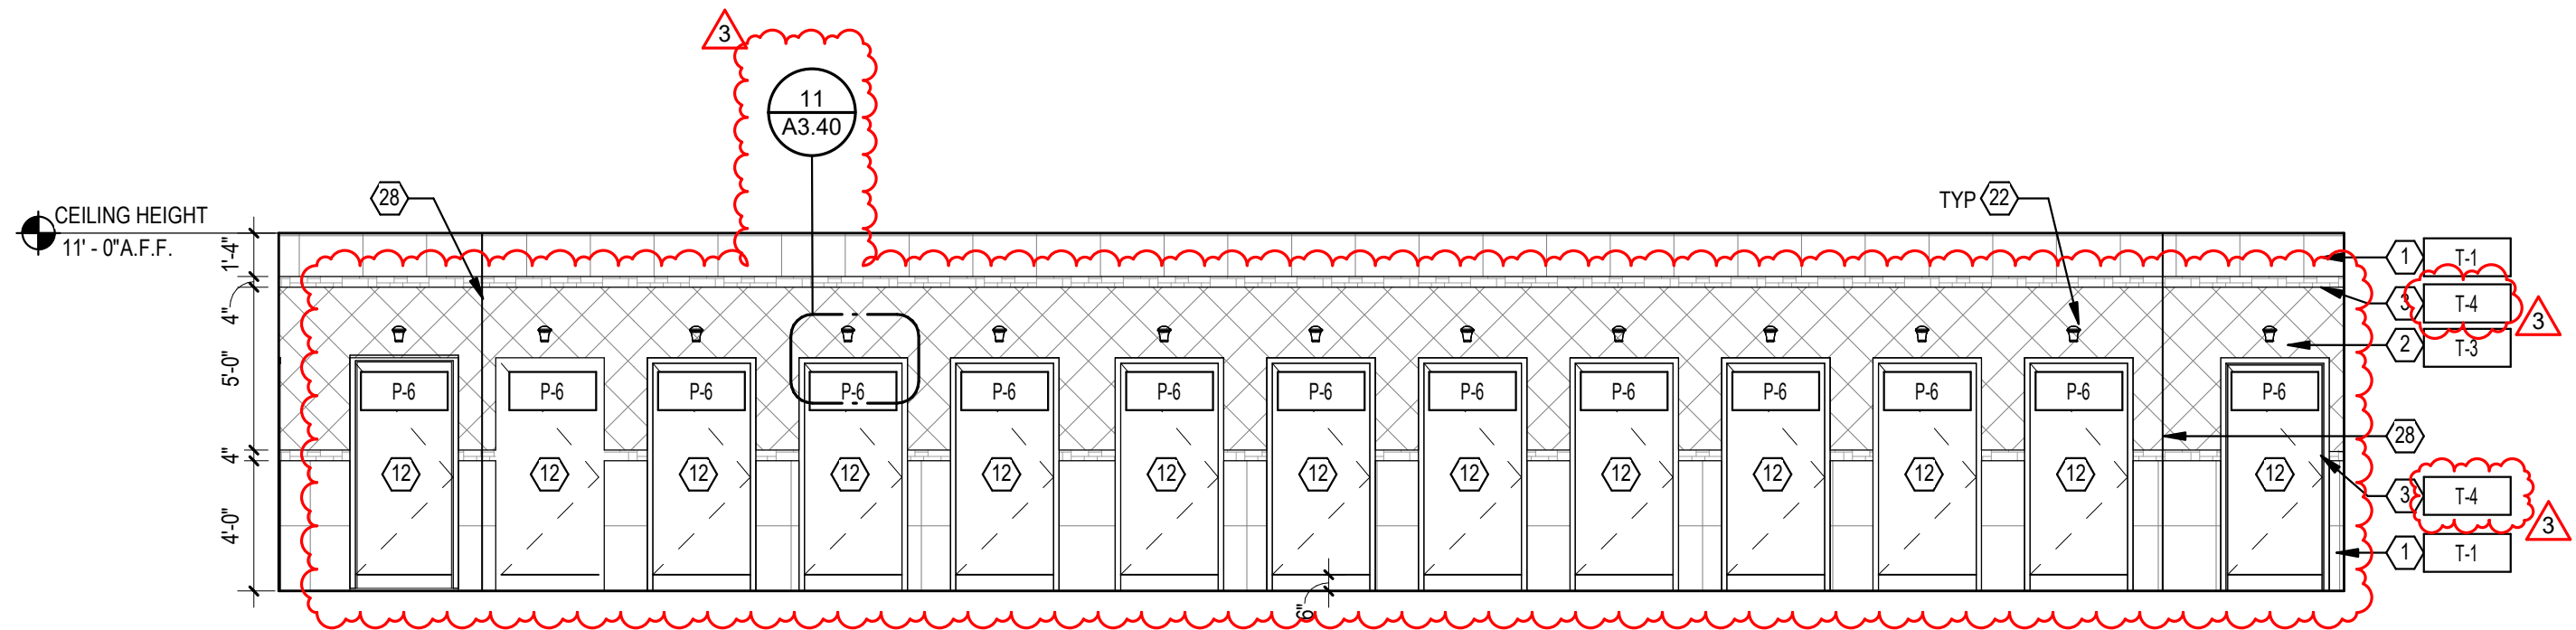 3
11
A3.40
28
TYP 22
CEILING HEIGHT
11' - 0"A.F.F.
1'-4"
4"
5'-0"
4"
4'-0"
1 T-1
3 T-4
3
2 T-3
P-6 P-6 P-6 P-6 P-6 P-6 P-6 P-6 P-6 P-6 P-6 P-6 P-6
28
12 12 12 12 12 12 12 12 12 12 12 12 12
3 T-4
3
1 T-1
6"